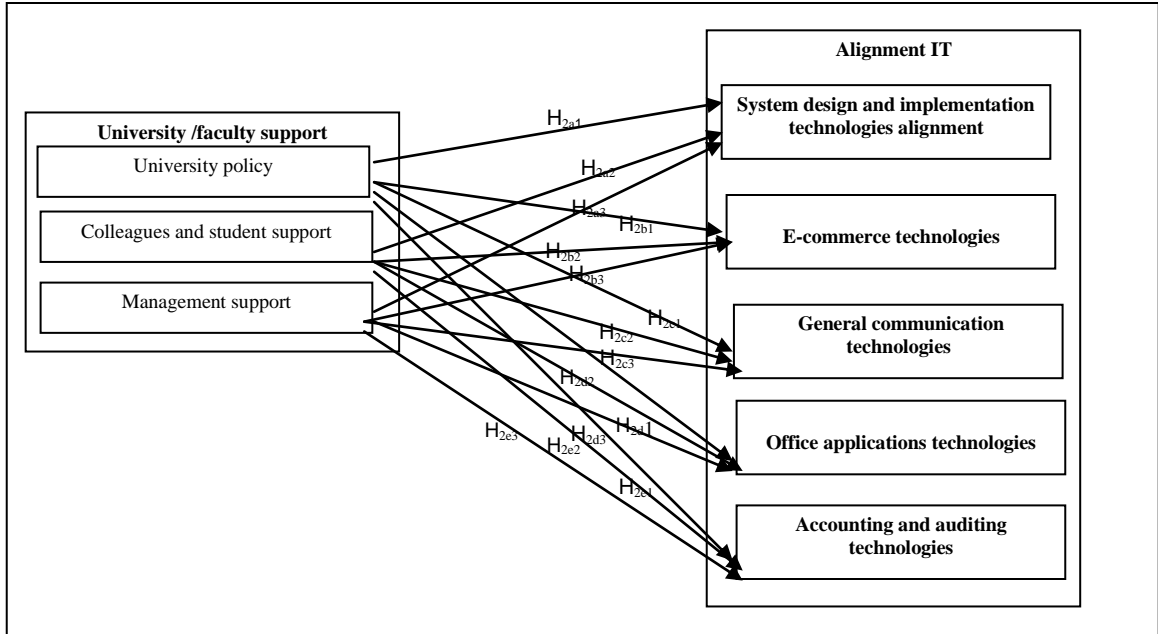 Alignment IT
System design and implementation
technologies alignment
E-commerce technologies
General communication
technologies
Office applications technologies
Accounting and auditing
technologies
University /faculty support
University policy
Colleagues and student support
Management support
H2a1
H2a2
H2a3
H2b1
H2b2
H2b3
H2c1
H2c2
H2c3
H2d2
H2d1
H2d3
H2e3
H2e2
H2e1